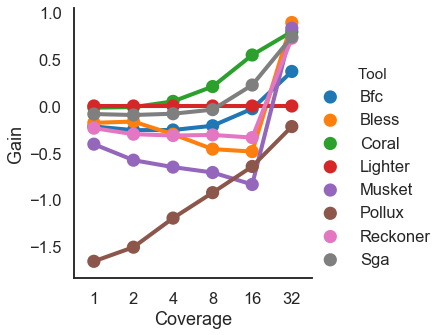 1.0
0.5
0.0
−0.5
−1.0
−1.5
Gain
1 2 4 8 16 32
Coverage
Tool
Bfc
Bless
Coral
Lighter
Musket
Pollux
Reckoner
Sga